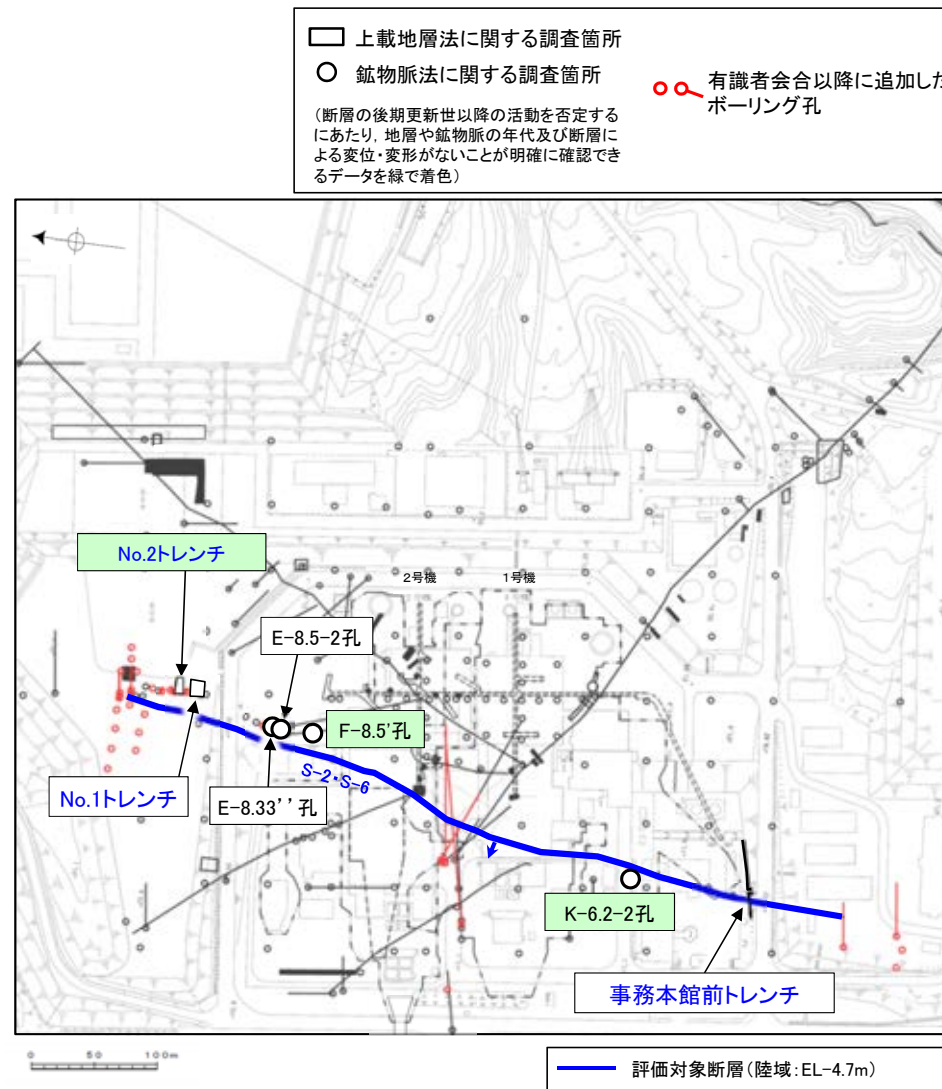 上載地層法に関する調査箇所
鉱物脈法に関する調査箇所
(断層の後期更新世以降の活動を否定する
にあたり, 地層や鉱物脈の年代及び断層に
よる変位・変形がないことが明確に確認でき
るデータを緑で着色)
有識者会合以降に追加した
ボーリング孔
No.2トレンチ
2号機
1号機
E-8.5-2孔
F-8.5'孔
S-2・S-6
No.1トレンチ
E-8.33''孔
K-6.2-2孔
事務本館前トレンチ
0 50 100m
評価対象断層(陸域:EL-4.7m)